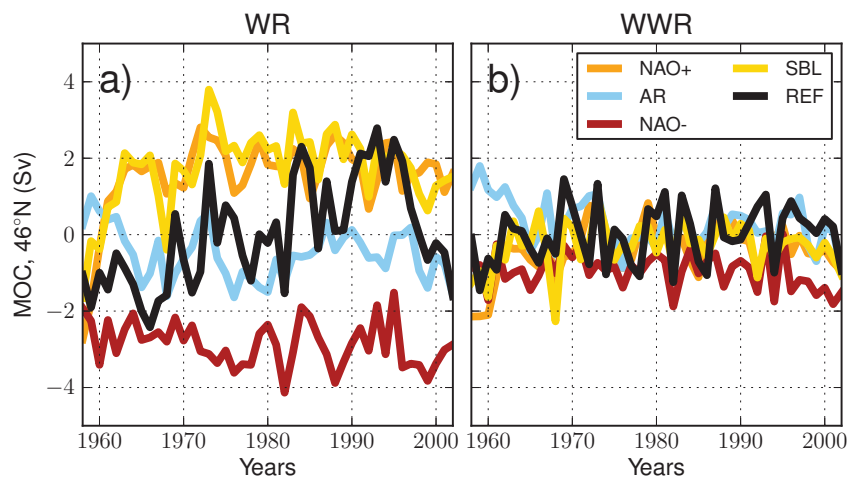 WR WWR
a) b)
NAO+ SBL
AR REF
NAO-
MOC, 46°N (Sv)
4
2
0
−2
−4
1960 1970 1980 1990 2000 1960 1970 1980 1990 2000
Years Years